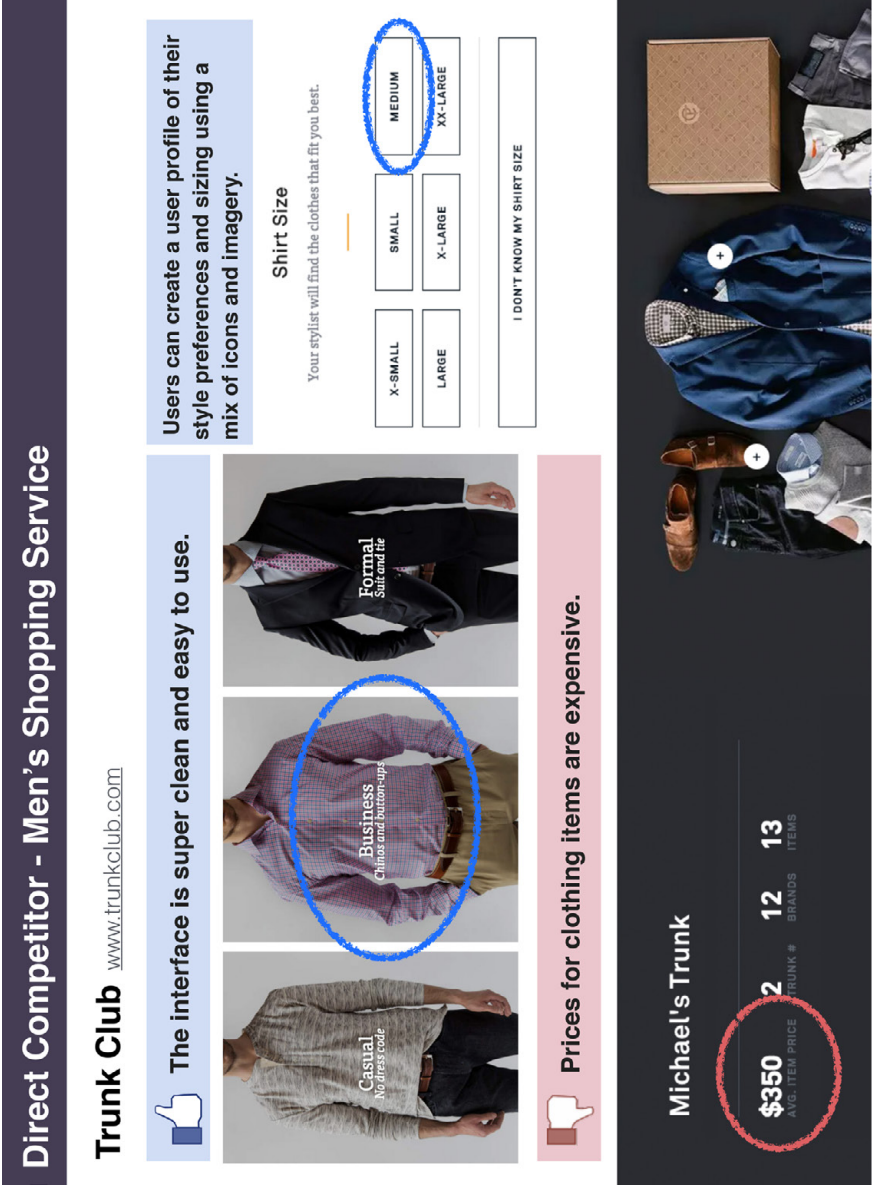 Direct Competitor - Men's Shopping Service
Trunk Club www.trunkclub.com
The interface is super clean and easy to use.
Casual
No dress code
Business
Chinos and button-ups
Formal
Suit and tie
Users can create a user profile of their
style preferences and sizing using a
mix of icons and imagery.
Shirt Size
Your stylist will find the clothes that fit you best.
X-SMALL
SMALL
MEDIUM
LARGE
X-LARGE
XX-LARGE
I DON'T KNOW MY SHIRT SIZE
Prices for clothing items are expensive.
Michael's Trunk
$350 2 12 13
AVG. ITEM PRICE TRUNK # BRANDS ITEMS